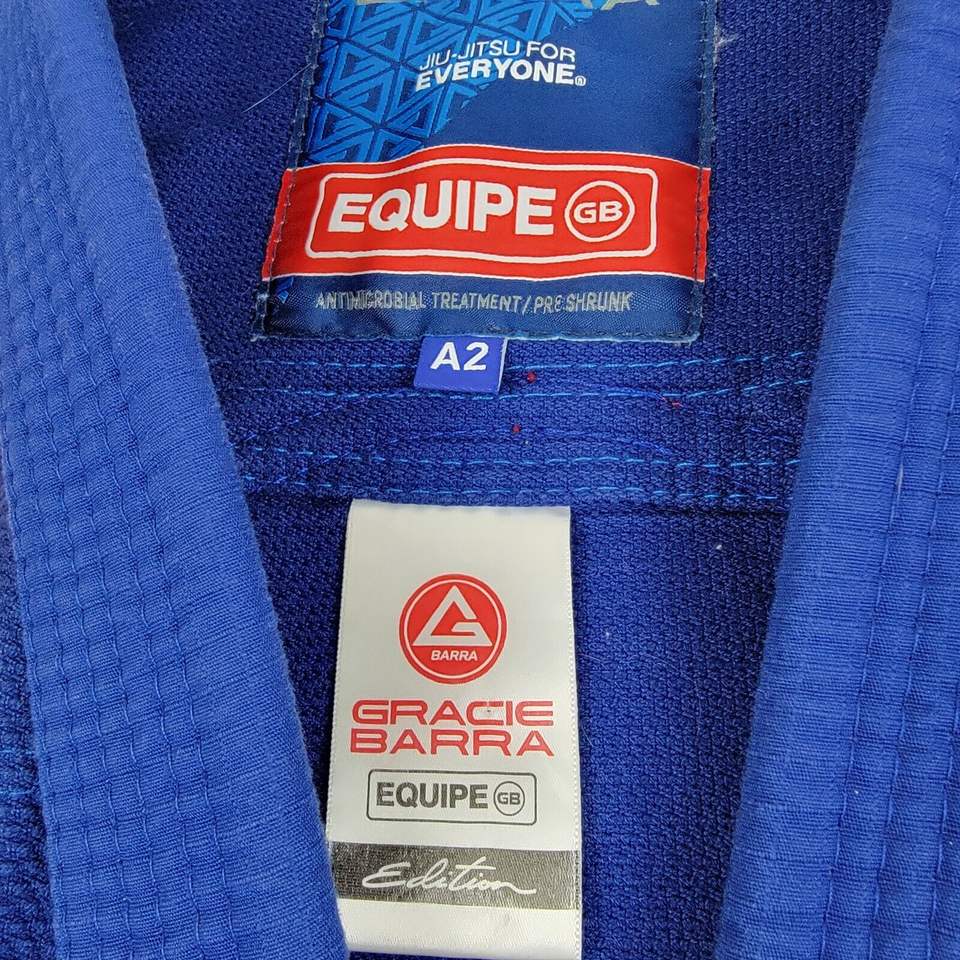 JIU-JITSU FOR
EVERYONE®
EQUIPE GB
ANTIMICROBIAL TREATMENT/PRE SHRUNK
A2
G
BARRA
GRACIE
BARRA
EQUIPE GB
Edition